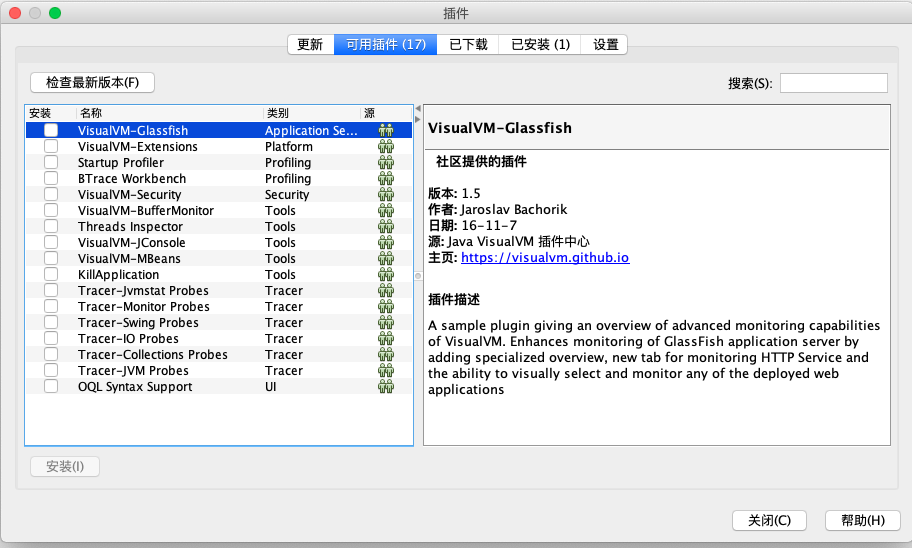 插件
更新 可用插件 (17) 已下载 已安装 (1) 设置
检查最新版本(F) 搜索(S):
安装 名称 类别 源
VisualVM-Glassfish Application Se...
VisualVM-Extensions Platform
Startup Profiler Profiling
BTrace Workbench Profiling
VisualVM-Security Security
VisualVM-BufferMonitor Tools
Threads Inspector Tools
VisualVM-JConsole Tools
VisualVM-MBeans Tools
KillApplication Tools
Tracer-Jvmstat Probes Tracer
Tracer-Monitor Probes Tracer
Tracer-Swing Probes Tracer
Tracer-IO Probes Tracer
Tracer-Collections Probes Tracer
Tracer-JVM Probes Tracer
OQL Syntax Support UI
VisualVM-Glassfish
社区提供的插件
版本: 1.5
作者: Jaroslav Bachorik
日期: 16-11-7
源: Java VisualVM 插件中心
主页: https://visualvm.github.io
插件描述
A sample plugin giving an overview of advanced monitoring capabilities
of VisualVM. Enhances monitoring of GlassFish application server by
adding specialized overview, new tab for monitoring HTTP Service and
the ability to visually select and monitor any of the deployed web
applications
安装(I)
关闭(C) 帮助(H)